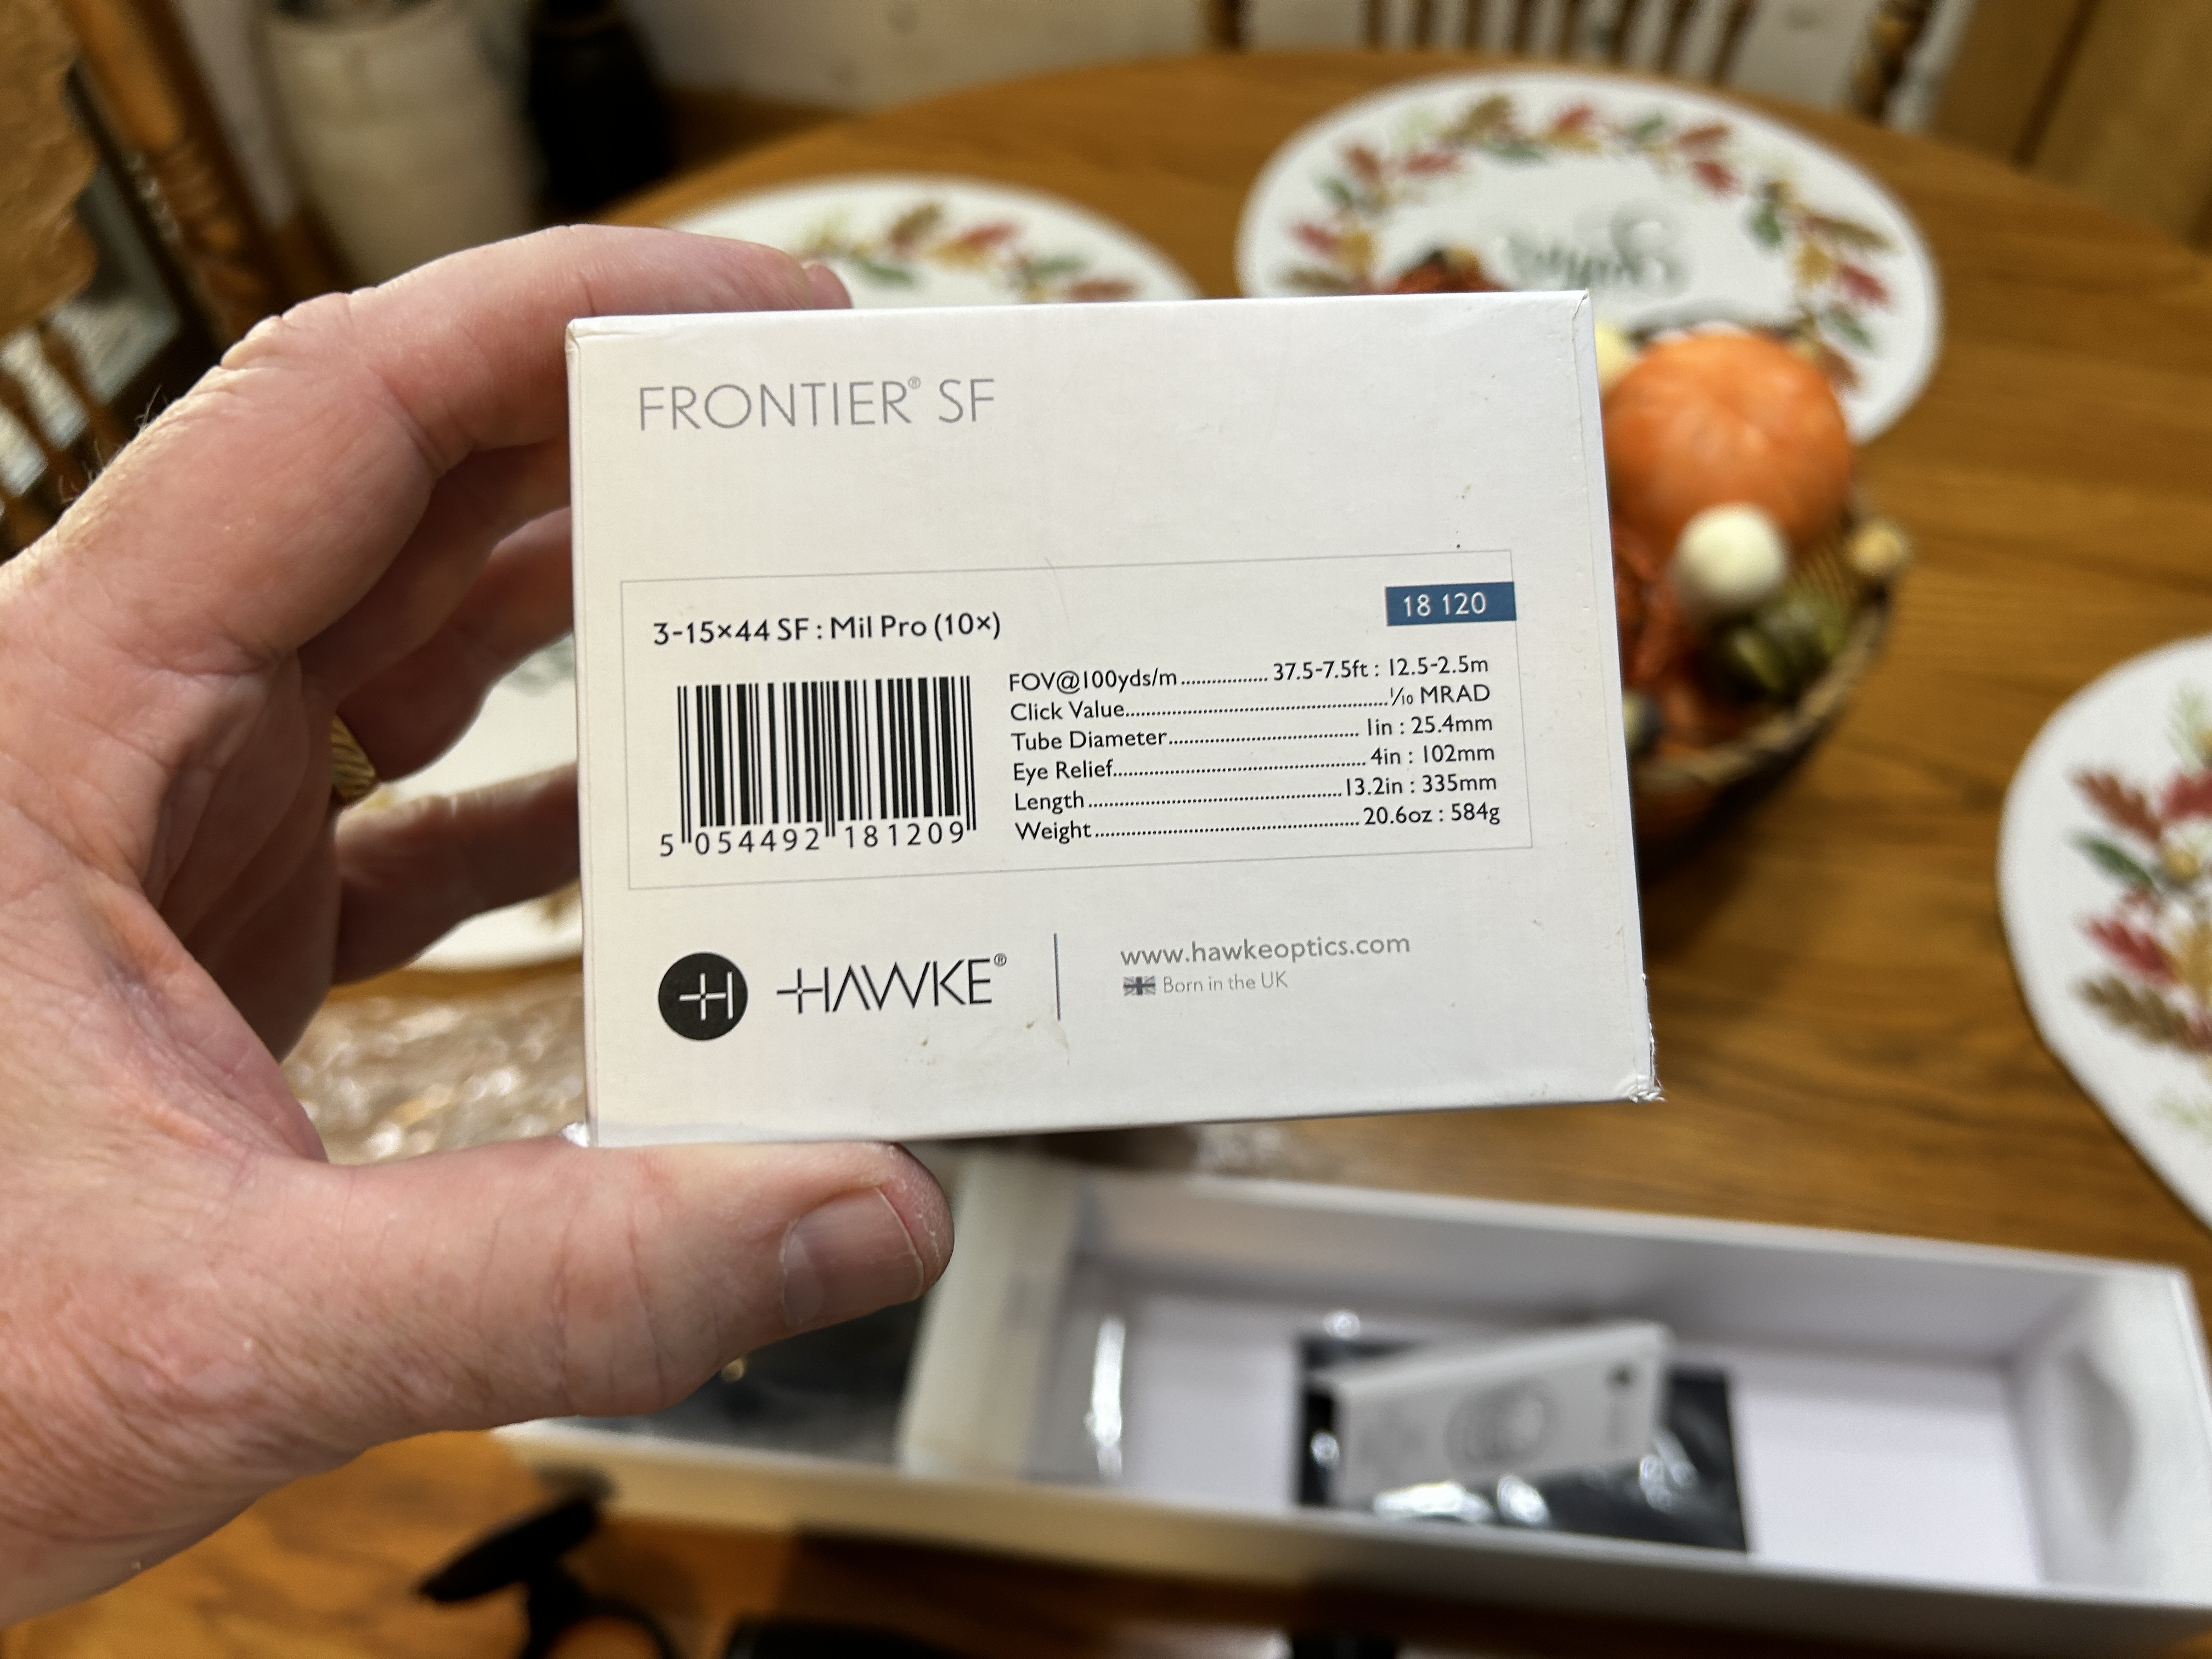 FRONTIER® SF
3-15×44 SF : Mil Pro (10×)
18 120
FOV@100yds/m................ 37.5-7.5ft : 12.5-2.5m
Click Value................................................ 1/10 MRAD
Tube Diameter................................ 1in : 25.4mm
Eye Relief.............................................. 4in : 102mm
Length.............................................. 13.2in : 335mm
Weight................................................ 20.6oz : 584g
5 054492 181209
H HAWKE®
www.hawkeoptics.com
Born in the UK